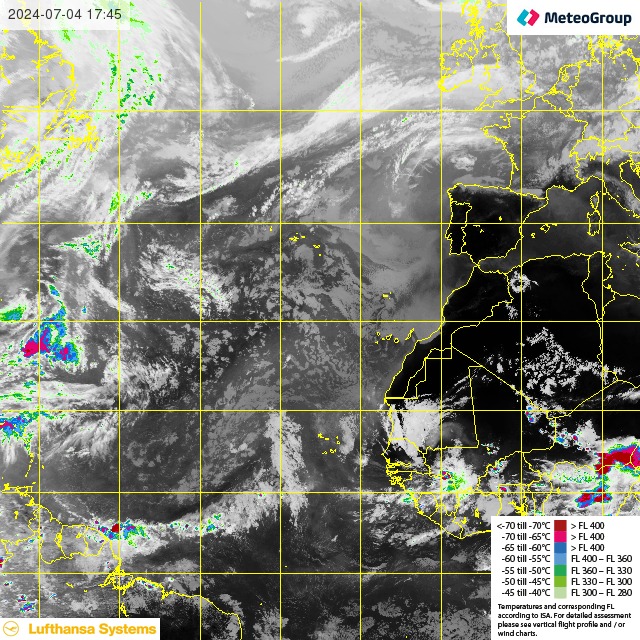 2024-07-04 17:45
MeteoGroup
<-70 till -70°C > FL 400
-70 till -65°C > FL 400
-65 till -60°C > FL 400
-60 till -55°C FL 400 – FL 360
-55 till -50°C FL 360 – FL 330
-50 till -45°C FL 330 – FL 300
-45 till -40°C FL 300 – FL 280
Temperatures and corresponding FL
according to ISA. For detailed assessment
please see vertical flight profile and / or
wind charts.
Lufthansa Systems